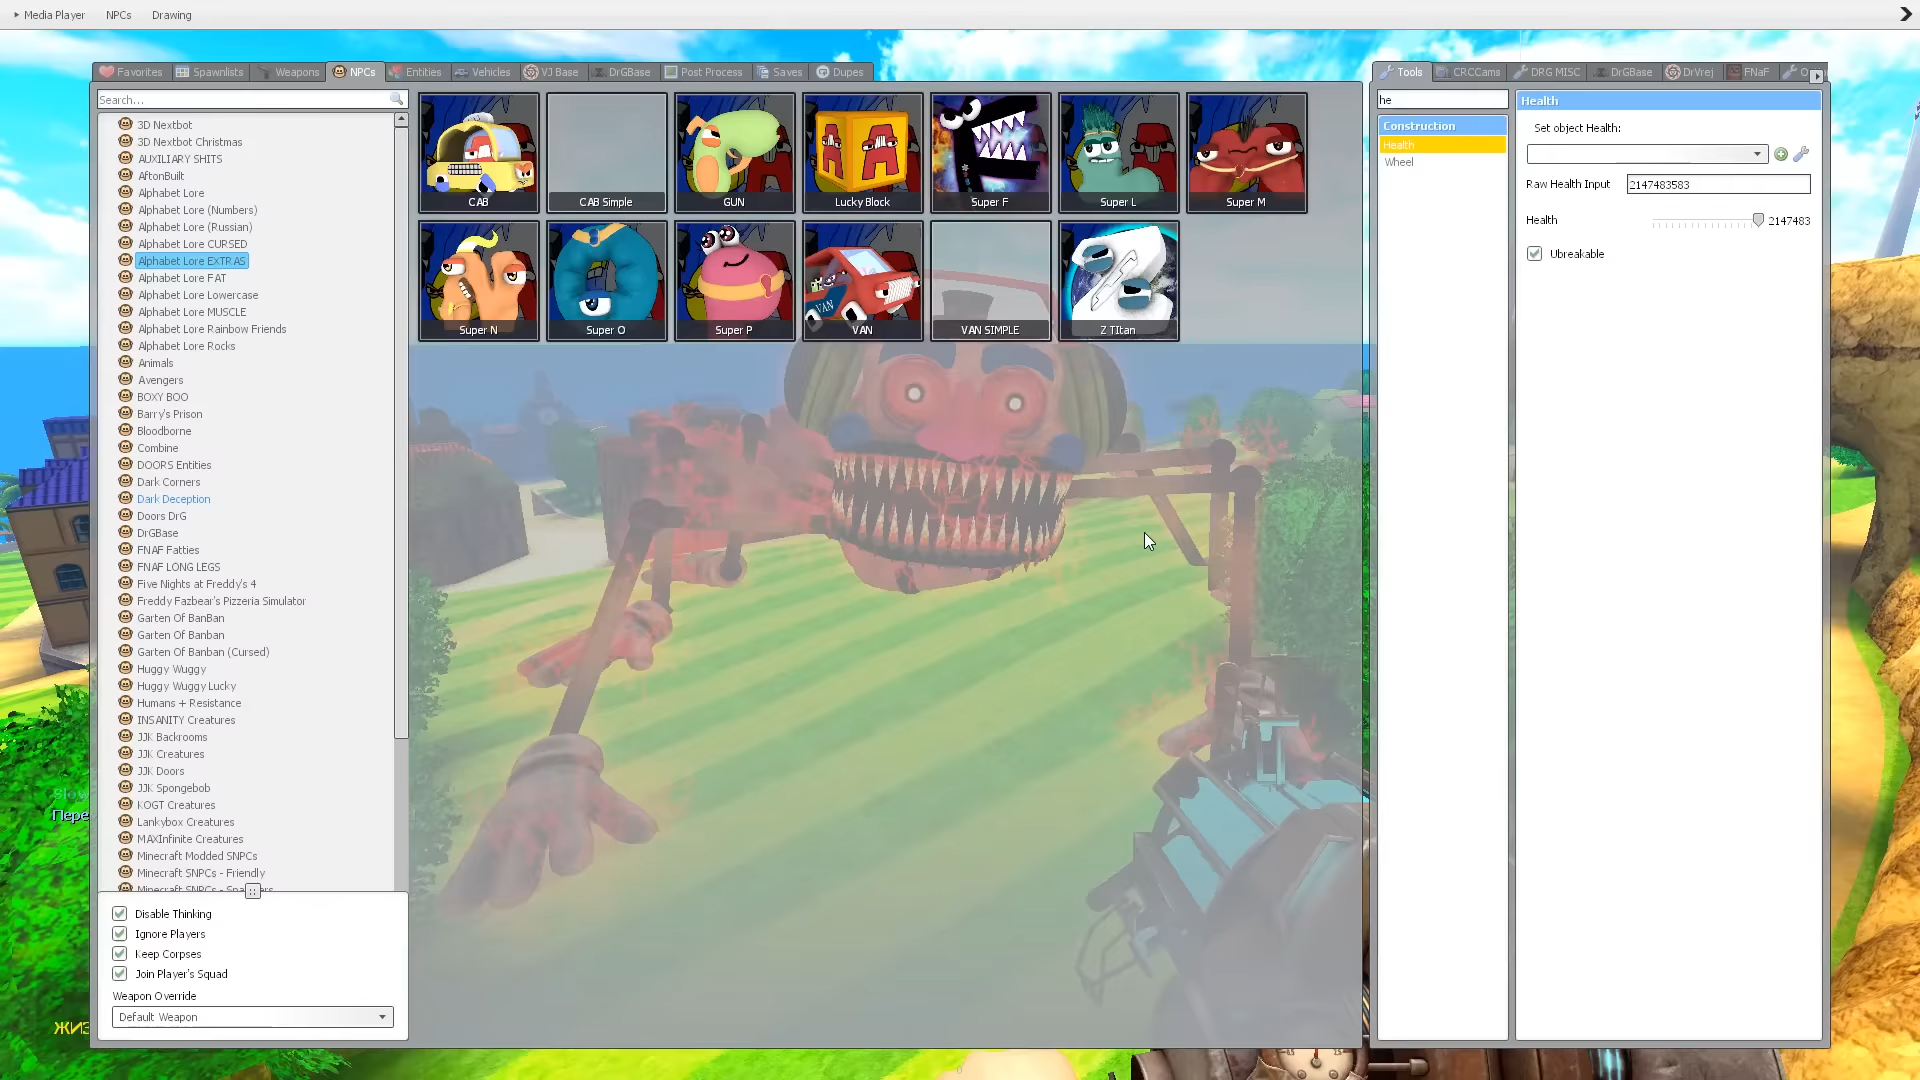 Media Player NPCs Drawing
Favorites Spawnlists Weapons NPCs Entities Vehicles VJ Base DrGBase Post Process Saves Dupes
Search...
3D Nextbot
3D Nextbot Christmas
AUXILIARY SHITS
AftonBuilt
Alphabet Lore
Alphabet Lore (Numbers)
Alphabet Lore (Russian)
Alphabet Lore CURSED
Alphabet Lore EXTRAS
Alphabet Lore FAT
Alphabet Lore Lowercase
Alphabet Lore MUSCLE
Alphabet Lore Rainbow Friends
Alphabet Lore Rocks
Animals
Avengers
BOXY BOO
Barry's Prison
Bloodborne
Combine
DOORS Entities
Dark Corners
Dark Deception
Doors DrG
DrGBase
FNAF Fatties
FNAF LONG LEGS
Five Nights at Freddy's 4
Freddy Fazbear's Pizzeria Simulator
Garten Of BanBan
Garten Of Banban
Garten Of Banban (Cursed)
Huggy Wuggy
Huggy Wuggy Lucky
Humans + Resistance
INSANITY Creatures
JJK Backrooms
JJK Creatures
JJK Doors
JJK Spongebob
KOGT Creatures
Lankybox Creatures
MAXInfinite Creatures
Minecraft Modded SNPCs
Minecraft SNPCs - Friendly
Minecraft SNPCs -
Disable Thinking
Ignore Players
Keep Corpses
Join Player's Squad
Weapon Override
Default Weapon
CAB CAB Simple GUN Lucky Block Super F Super L Super M
Super N Super O Super P VAN VAN SIMPLE Z TItan
VAN
Tools CRCCams DRG MISC DrGBase DrVrej FNaF
he
Construction
Health
Wheel
Health
Set object Health:
Raw Health Input 2147483583
Health 2147483
Ubreakable
Slow
Пере
ЖИЗ